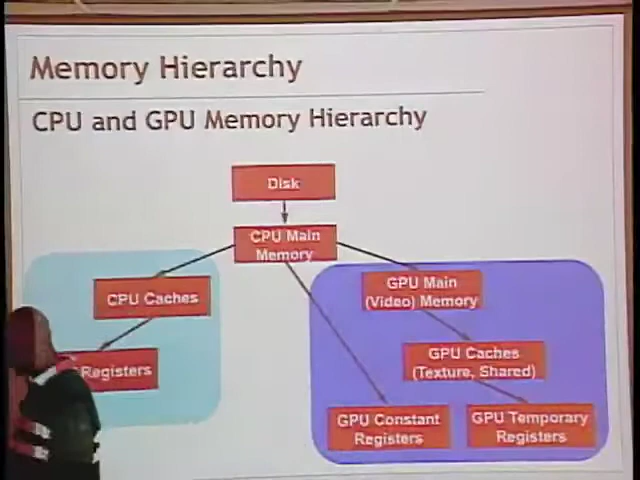 Memory Hierarchy
CPU and GPU Memory Hierarchy
Disk
CPU Main
Memory
CPU Caches
GPU Main
(Video) Memory
Registers
GPU Caches
(Texture, Shared)
GPU Constant
Registers
GPU Temporary
Registers